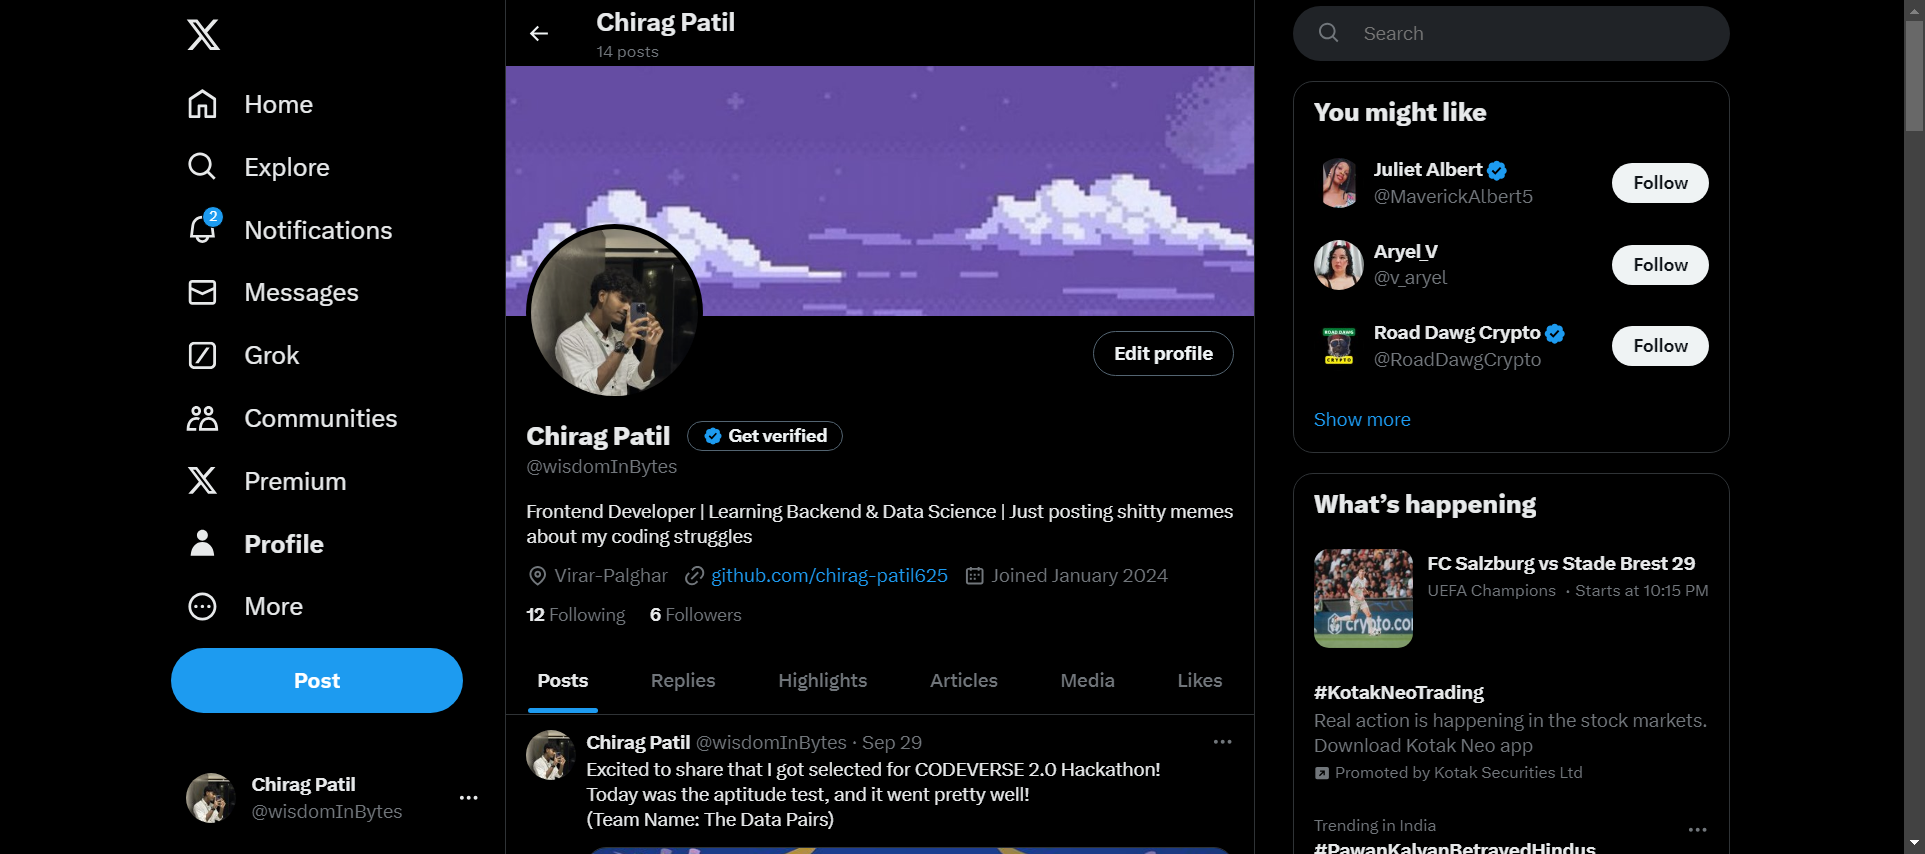 Home
Explore
2
Notifications
Messages
Grok
Communities
Premium
Profile
More
Post
Chirag Patil
@wisdomInBytes
Chirag Patil
14 posts
Edit profile
Chirag Patil
Get verified
@wisdomInBytes
Frontend Developer | Learning Backend & Data Science | Just posting shitty memes
about my coding struggles
Virar-Palghar github.com/chirag-patil625 Joined January 2024
12 Following 6 Followers
Posts Replies Highlights Articles Media Likes
Chirag Patil @wisdomInBytes · Sep 29
Excited to share that I got selected for CODEVERSE 2.0 Hackathon!
Today was the aptitude test, and it went pretty well!
(Team Name: The Data Pairs)
Search
You might like
Juliet Albert
@MaverickAlbert5
Follow
Aryel_V
@v_aryel
Follow
ROAD DAWG
CRYPTO
Road Dawg Crypto
@RoadDawgCrypto
Follow
Show more
What’s happening
crypto.co
FC Salzburg vs Stade Brest 29
UEFA Champions · Starts at 10:15 PM
#KotakNeoTrading
Real action is happening in the stock markets.
Download Kotak Neo app
Promoted by Kotak Securities Ltd
Trending in India
#PawanKalyanBetrayedHindus